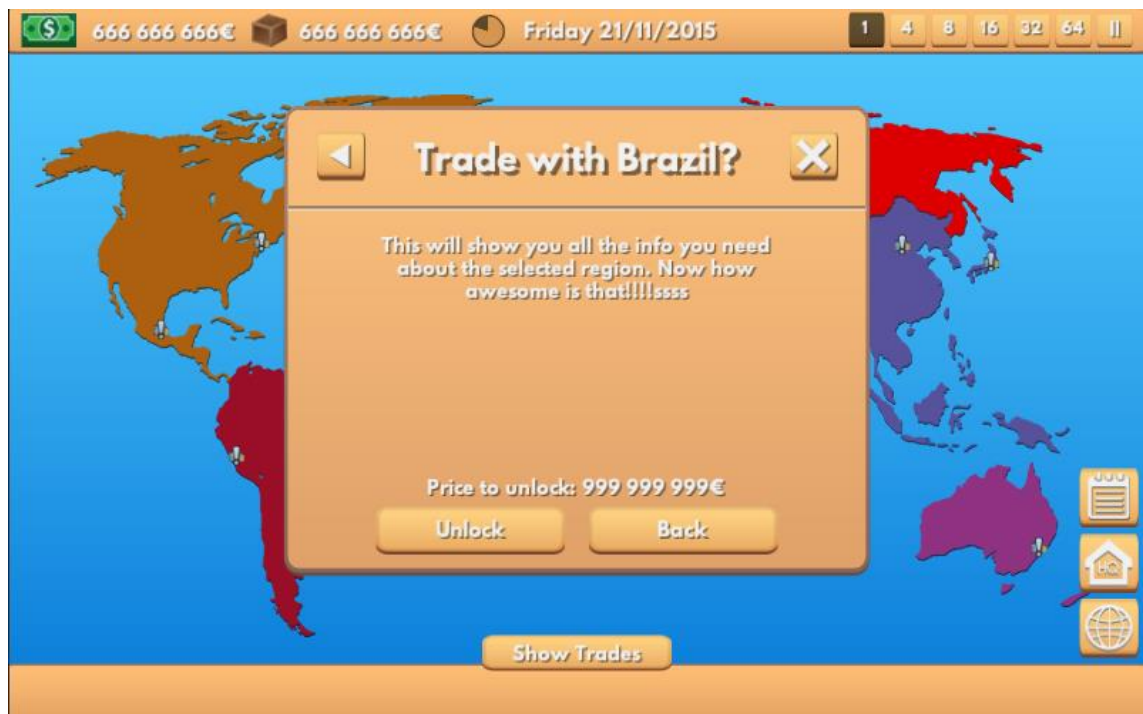 666 666 666€ 666 666 666€ Friday 21/11/2015 1 4 8 16 32 64 ||
Trade with Brazil?
This will show you all the info you need
about the selected region. Now how
awesome is that!!!!ssss
Price to unlock: 999 999 999€
Unlock Back
HQ
Show Trades